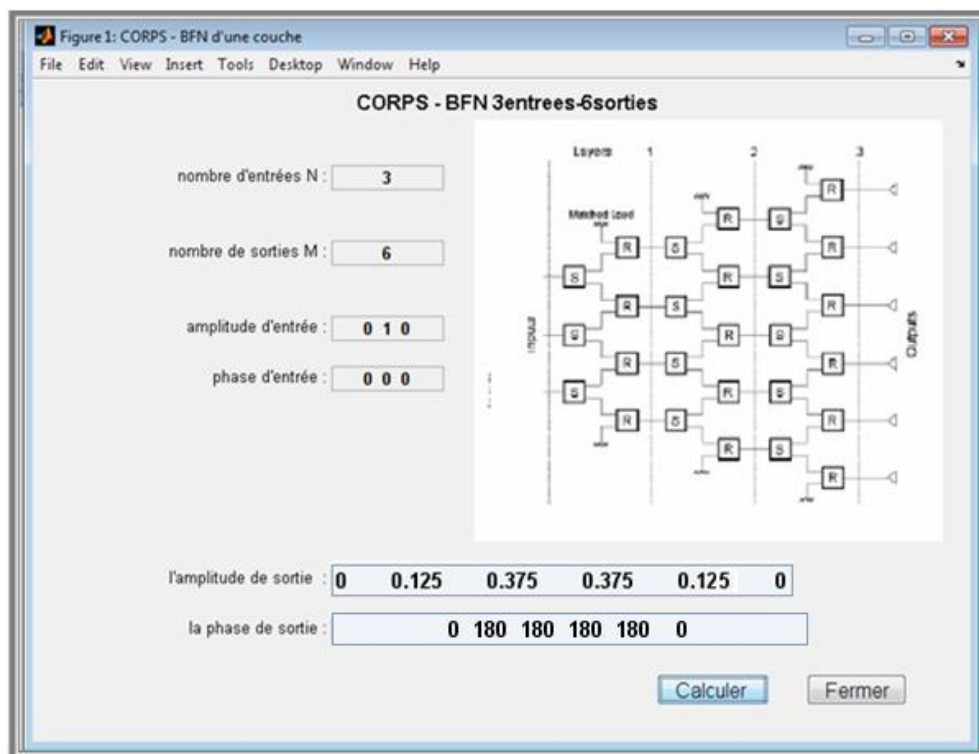 Figure 1: CORPS - BFN d'une couche
File Edit View Insert Tools Desktop Window Help
CORPS - BFN 3entrees-6sorties
nombre d'entrées N : 3
nombre de sorties M : 6
amplitude d'entrée : 0 1 0
phase d'entrée : 0 0 0
Layers 1 2 3
Matched Load
R
S R
R S
R S R
S R
R S R
S R S
R S R
S R S
R S R
S R S
R S R
R S
R
Outputs
l'amplitude de sortie : 0 0.125 0.375 0.375 0.125 0
la phase de sortie : 0 180 180 180 180 0
Calculer Fermer